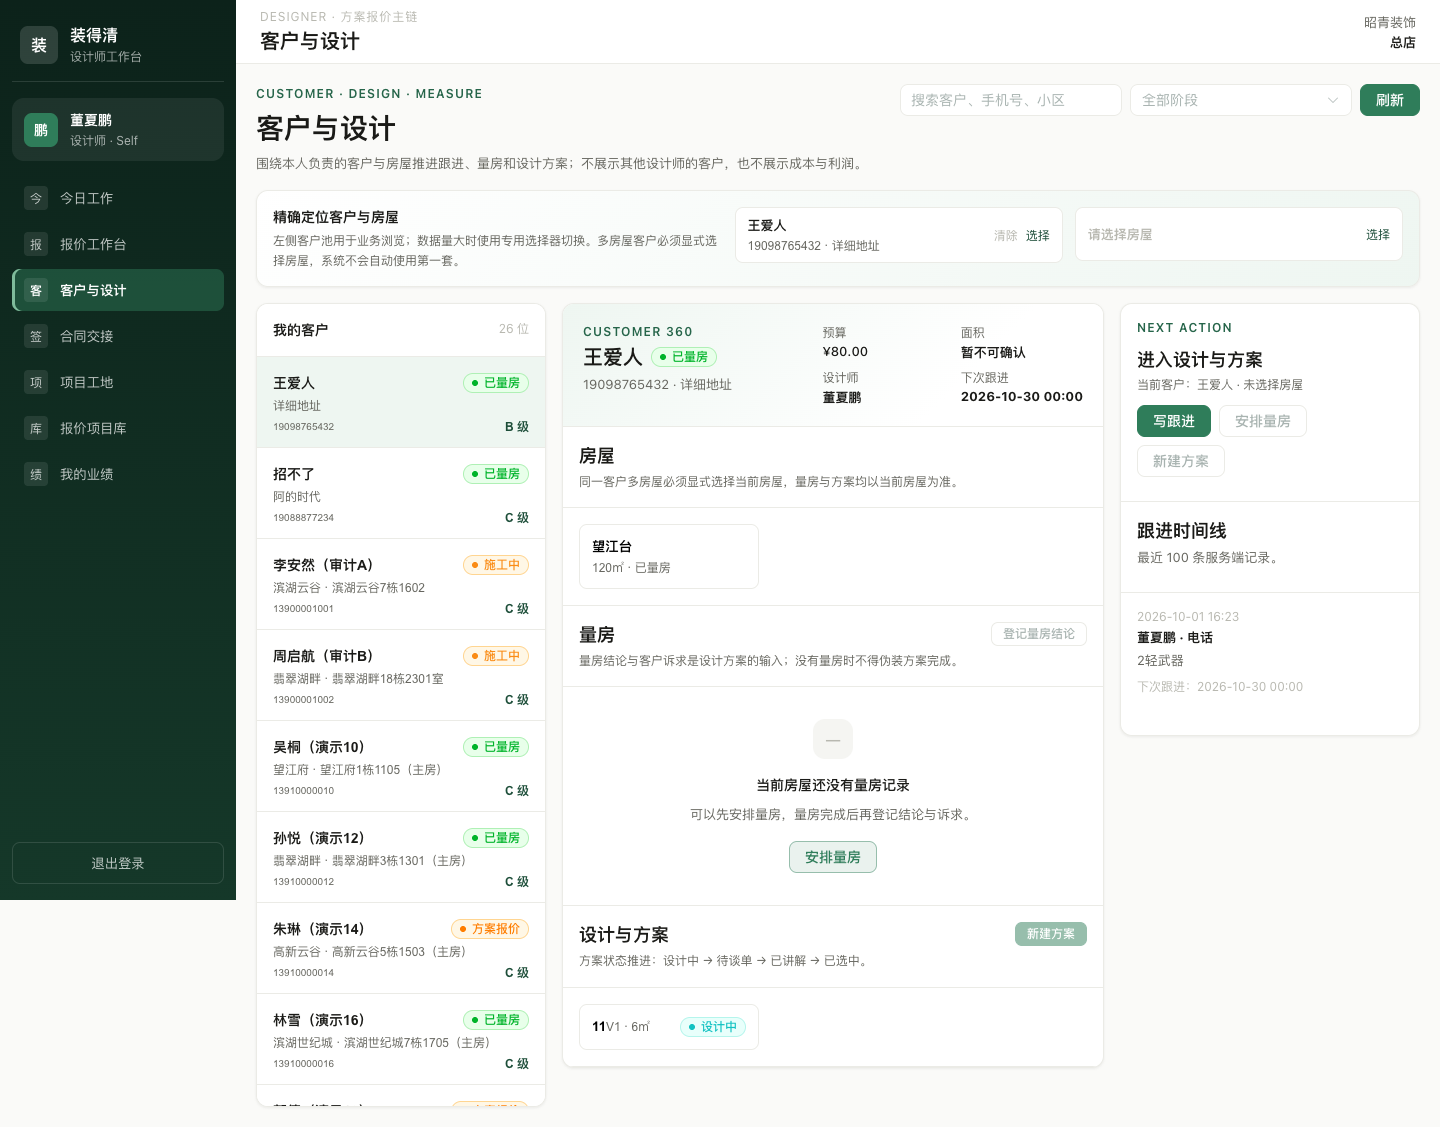 装
装得清
设计师工作台
鹏
董夏鹏
设计师 · Self
今 今日工作
报 报价工作台
客 客户与设计
签 合同交接
项 项目工地
库 报价项目库
绩 我的业绩
退出登录
DESIGNER · 方案报价主链
客户与设计
昭青装饰
总店
CUSTOMER · DESIGN · MEASURE
客户与设计
围绕本人负责的客户与房屋推进跟进、量房和设计方案；不展示其他设计师的客户，也不展示成本与利润。
搜索客户、手机号、小区
全部阶段
刷新
精确定位客户与房屋
左侧客户池用于业务浏览；数据量大时使用专用选择器切换。多房屋客户必须显式选
择房屋，系统不会自动使用第一套。
王爱人
19098765432 · 详细地址
清除 选择
请选择房屋 选择
我的客户 26 位
王爱人 已量房
详细地址
19098765432 B 级
招不了 已量房
阿的时代
19088877234 C 级
李安然（审计A） 施工中
滨湖云谷 · 滨湖云谷7栋1602
13900001001 C 级
周启航（审计B） 施工中
翡翠湖畔 · 翡翠湖畔18栋2301室
13900001002 C 级
吴桐（演示10） 已量房
望江府 · 望江府1栋1105（主房）
13910000010 C 级
孙悦（演示12） 已量房
翡翠湖畔 · 翡翠湖畔3栋1301（主房）
13910000012 C 级
朱琳（演示14） 方案报价
高新云谷 · 高新云谷5栋1503（主房）
13910000014 C 级
林雪（演示16） 已量房
滨湖世纪城 · 滨湖世纪城7栋1705（主房）
13910000016 C 级
CUSTOMER 360
王爱人 已量房
19098765432 · 详细地址
预算
¥80.00
面积
暂不可确认
设计师
董夏鹏
下次跟进
2026-10-30 00:00
房屋
同一客户多房屋必须显式选择当前房屋，量房与方案均以当前房屋为准。
望江台
120㎡ · 已量房
量房
登记量房结论
量房结论与客户诉求是设计方案的输入；没有量房时不得伪装方案完成。
—
当前房屋还没有量房记录
可以先安排量房，量房完成后再登记结论与诉求。
安排量房
设计与方案
新建方案
方案状态推进：设计中 → 待谈单 → 已讲解 → 已选中。
11V1 · 6㎡ 设计中
NEXT ACTION
进入设计与方案
当前客户：王爱人 · 未选择房屋
写跟进 安排量房
新建方案
跟进时间线
最近 100 条服务端记录。
2026-10-01 16:23
董夏鹏 · 电话
2轻武器
下次跟进：2026-10-30 00:00